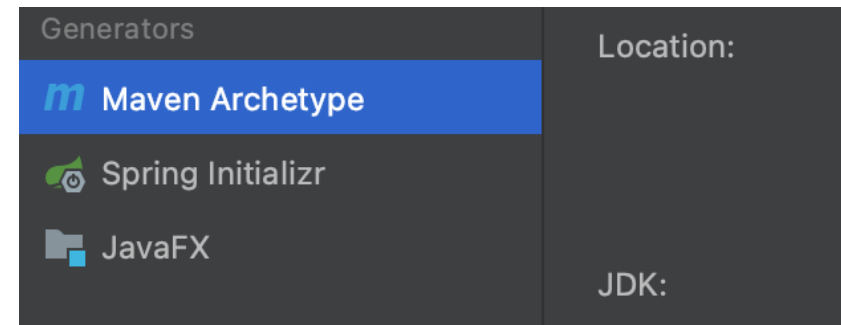 Generators
Maven Archetype
Spring Initializr
JavaFX
Location:
JDK: